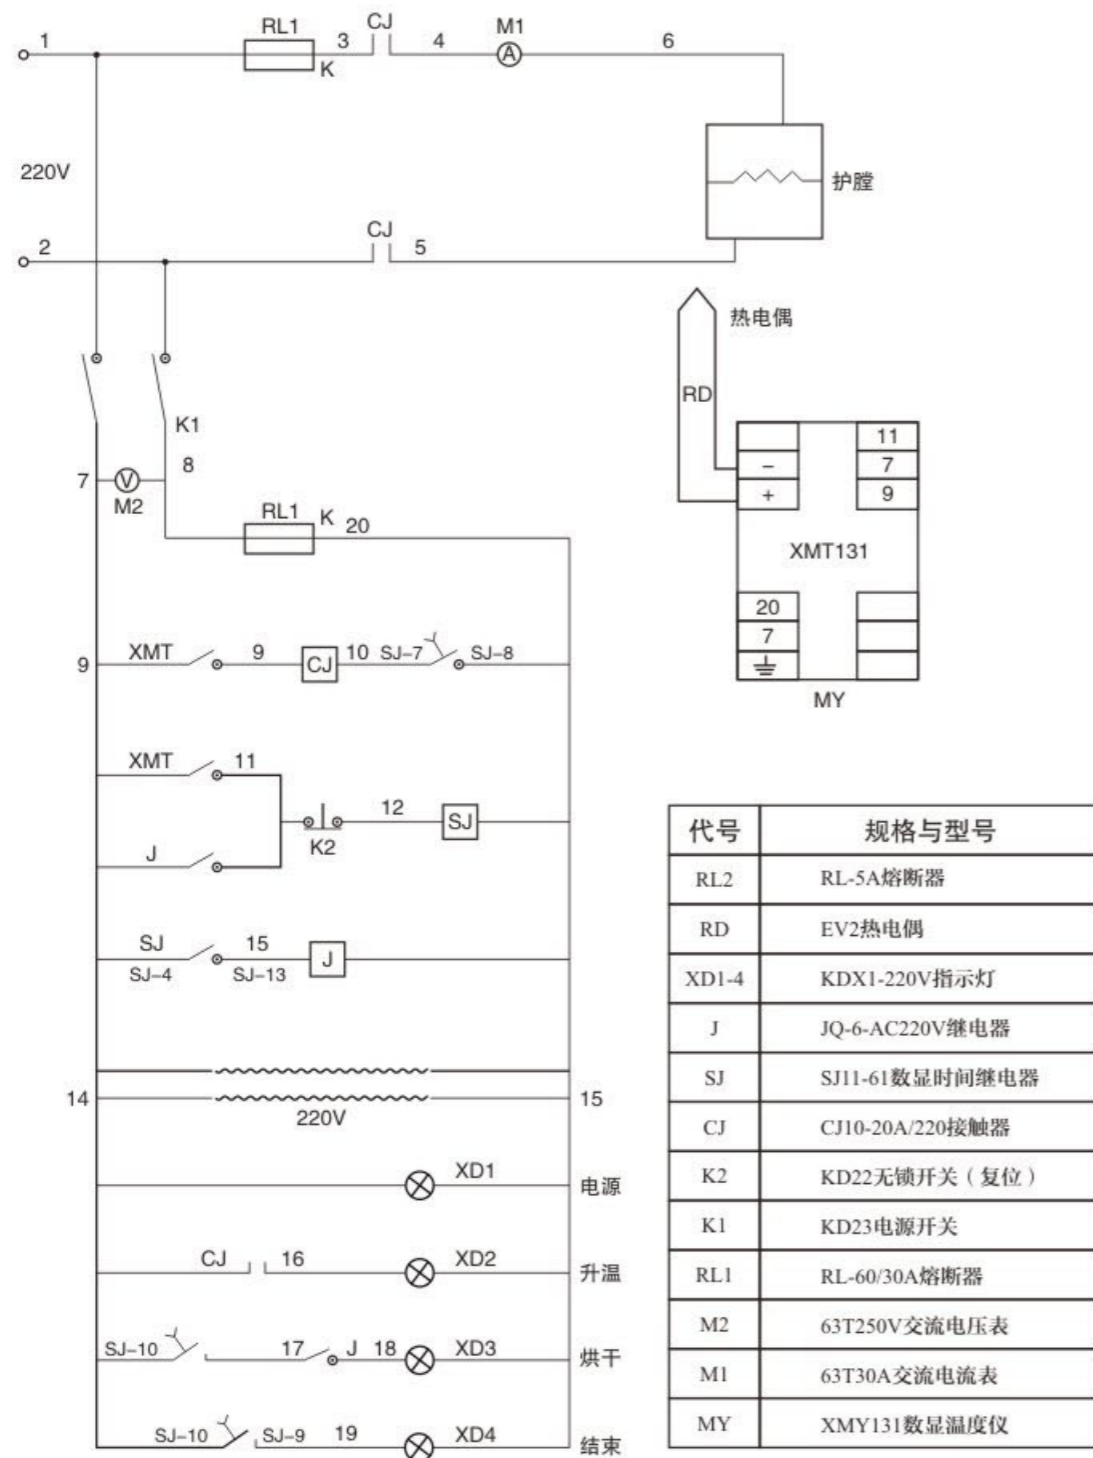 RL1 CJ M1
1 3 4 A 6
K
220V
护膛
CJ
2 5
热电偶
RD
K1
7 V 8
M2
11
– 7
+ 9
XMT131
20
7
MY
RL1 K 20
9 XMT 9 CJ 10 SJ–7 SJ–8
XMT 11
12 SJ
K2
J
SJ 15 J
SJ–4 SJ–13
14 15
220V
XD1 电源
CJ 16 XD2 升温
SJ–10 17 J 18 XD3 烘干
SJ–10 SJ–9 19 XD4 结束
代号 规格与型号
RL2 RL-5A熔断器
RD EV2热电偶
XD1-4 KDX1-220V指示灯
J JQ-6-AC220V继电器
SJ SJ11-61数显时间继电器
CJ CJ10-20A/220接触器
K2 KD22无锁开关（复位）
K1 KD23电源开关
RL1 RL-60/30A熔断器
M2 63T250V交流电压表
M1 63T30A交流电流表
MY XMY131数显温度仪